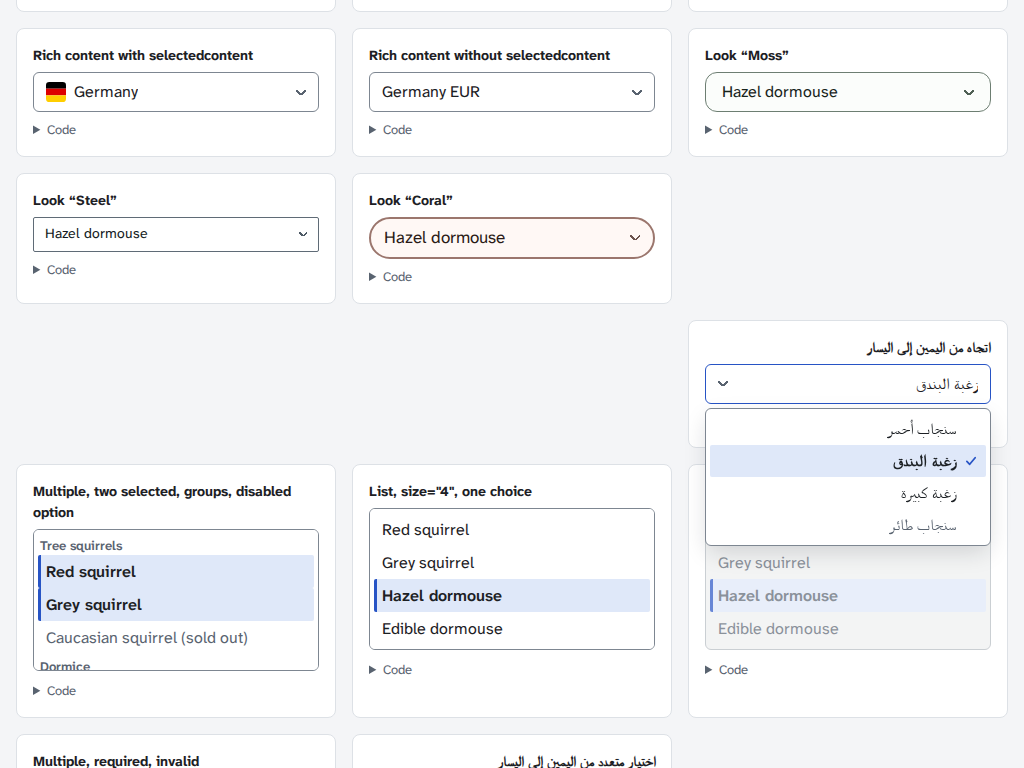 Rich content with selectedcontent
Germany
Code
Rich content without selectedcontent
Germany EUR
Code
Look “Moss”
Hazel dormouse
Code
Look “Steel”
Hazel dormouse
Code
Look “Coral”
Hazel dormouse
Code
اتجاه من اليمين إلى اليسار
زغبة البندق
سنجاب أحمر
زغبة البندق
زغبة كبيرة
سنجاب طائر
Multiple, two selected, groups, disabled
option
Tree squirrels
Red squirrel
Grey squirrel
Caucasian squirrel (sold out)
Dormice
Code
List, size="4", one choice
Red squirrel
Grey squirrel
Hazel dormouse
Edible dormouse
Code
Grey squirrel
Hazel dormouse
Edible dormouse
Code
Multiple, required, invalid
اختيار متعدد من اليمين إلى اليسار